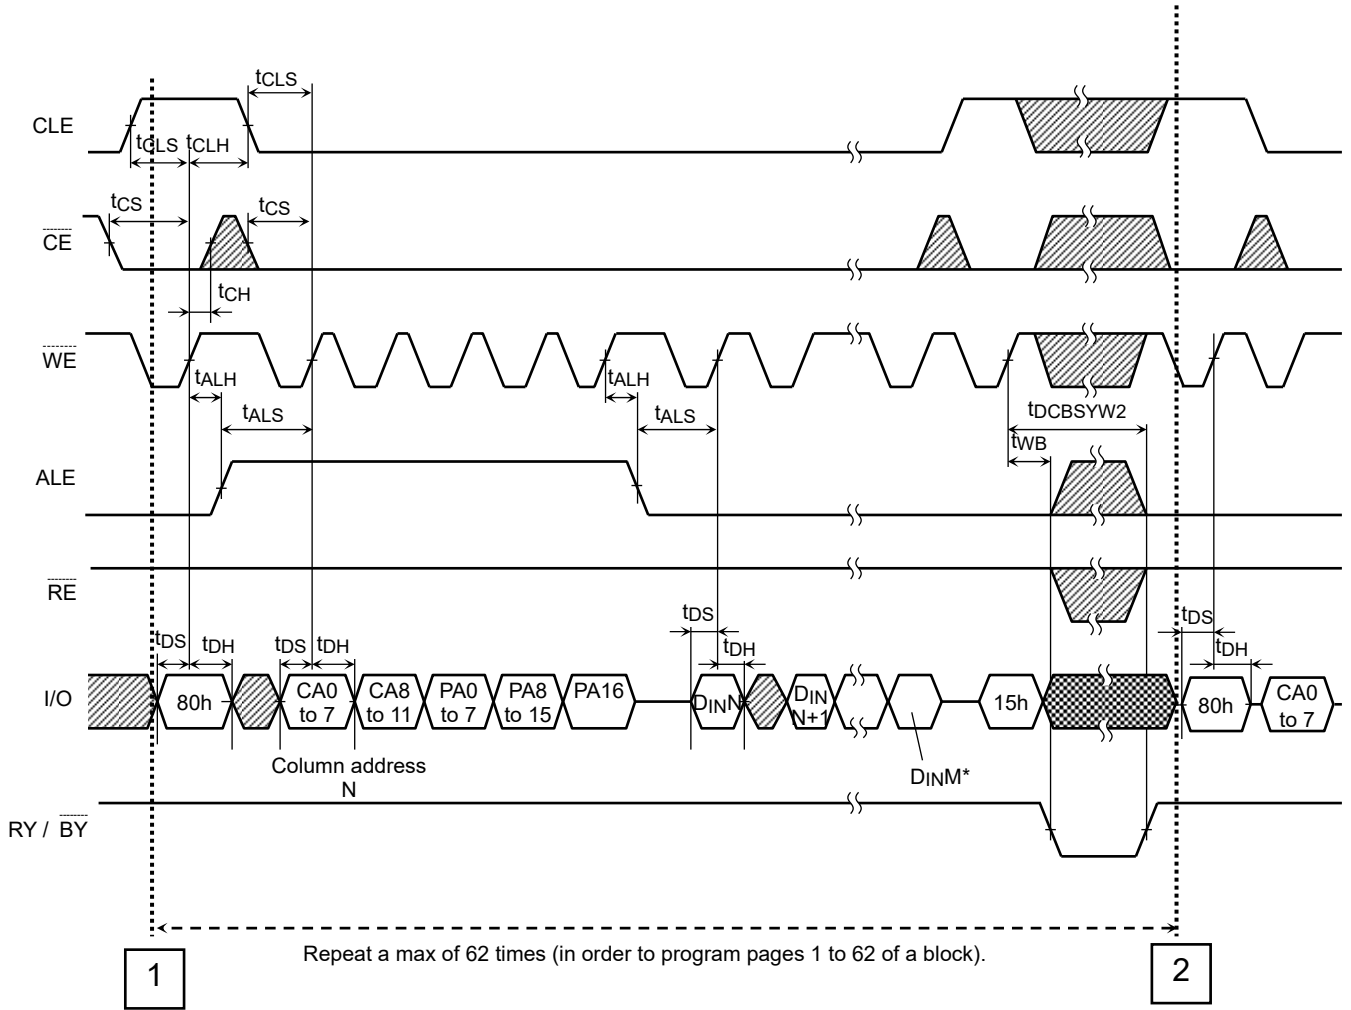 tCLS
CLE
tCLS tCLH
tCS tCS
CE
tCH
WE
tALH tALH
tALS tALS
tDCBSYW2
tWB
ALE
RE
tDS tDH tDS tDH tDS tDH tDS tDH
I/O
80h
CA0
to 7
CA8
to 11
PA0
to 7
PA8
to 15
PA16
DINN
DIN
N+1
15h
80h
CA0
to 7
Column address
N
DINM*
RY / BY
Repeat a max of 62 times (in order to program pages 1 to 62 of a block).
1
2